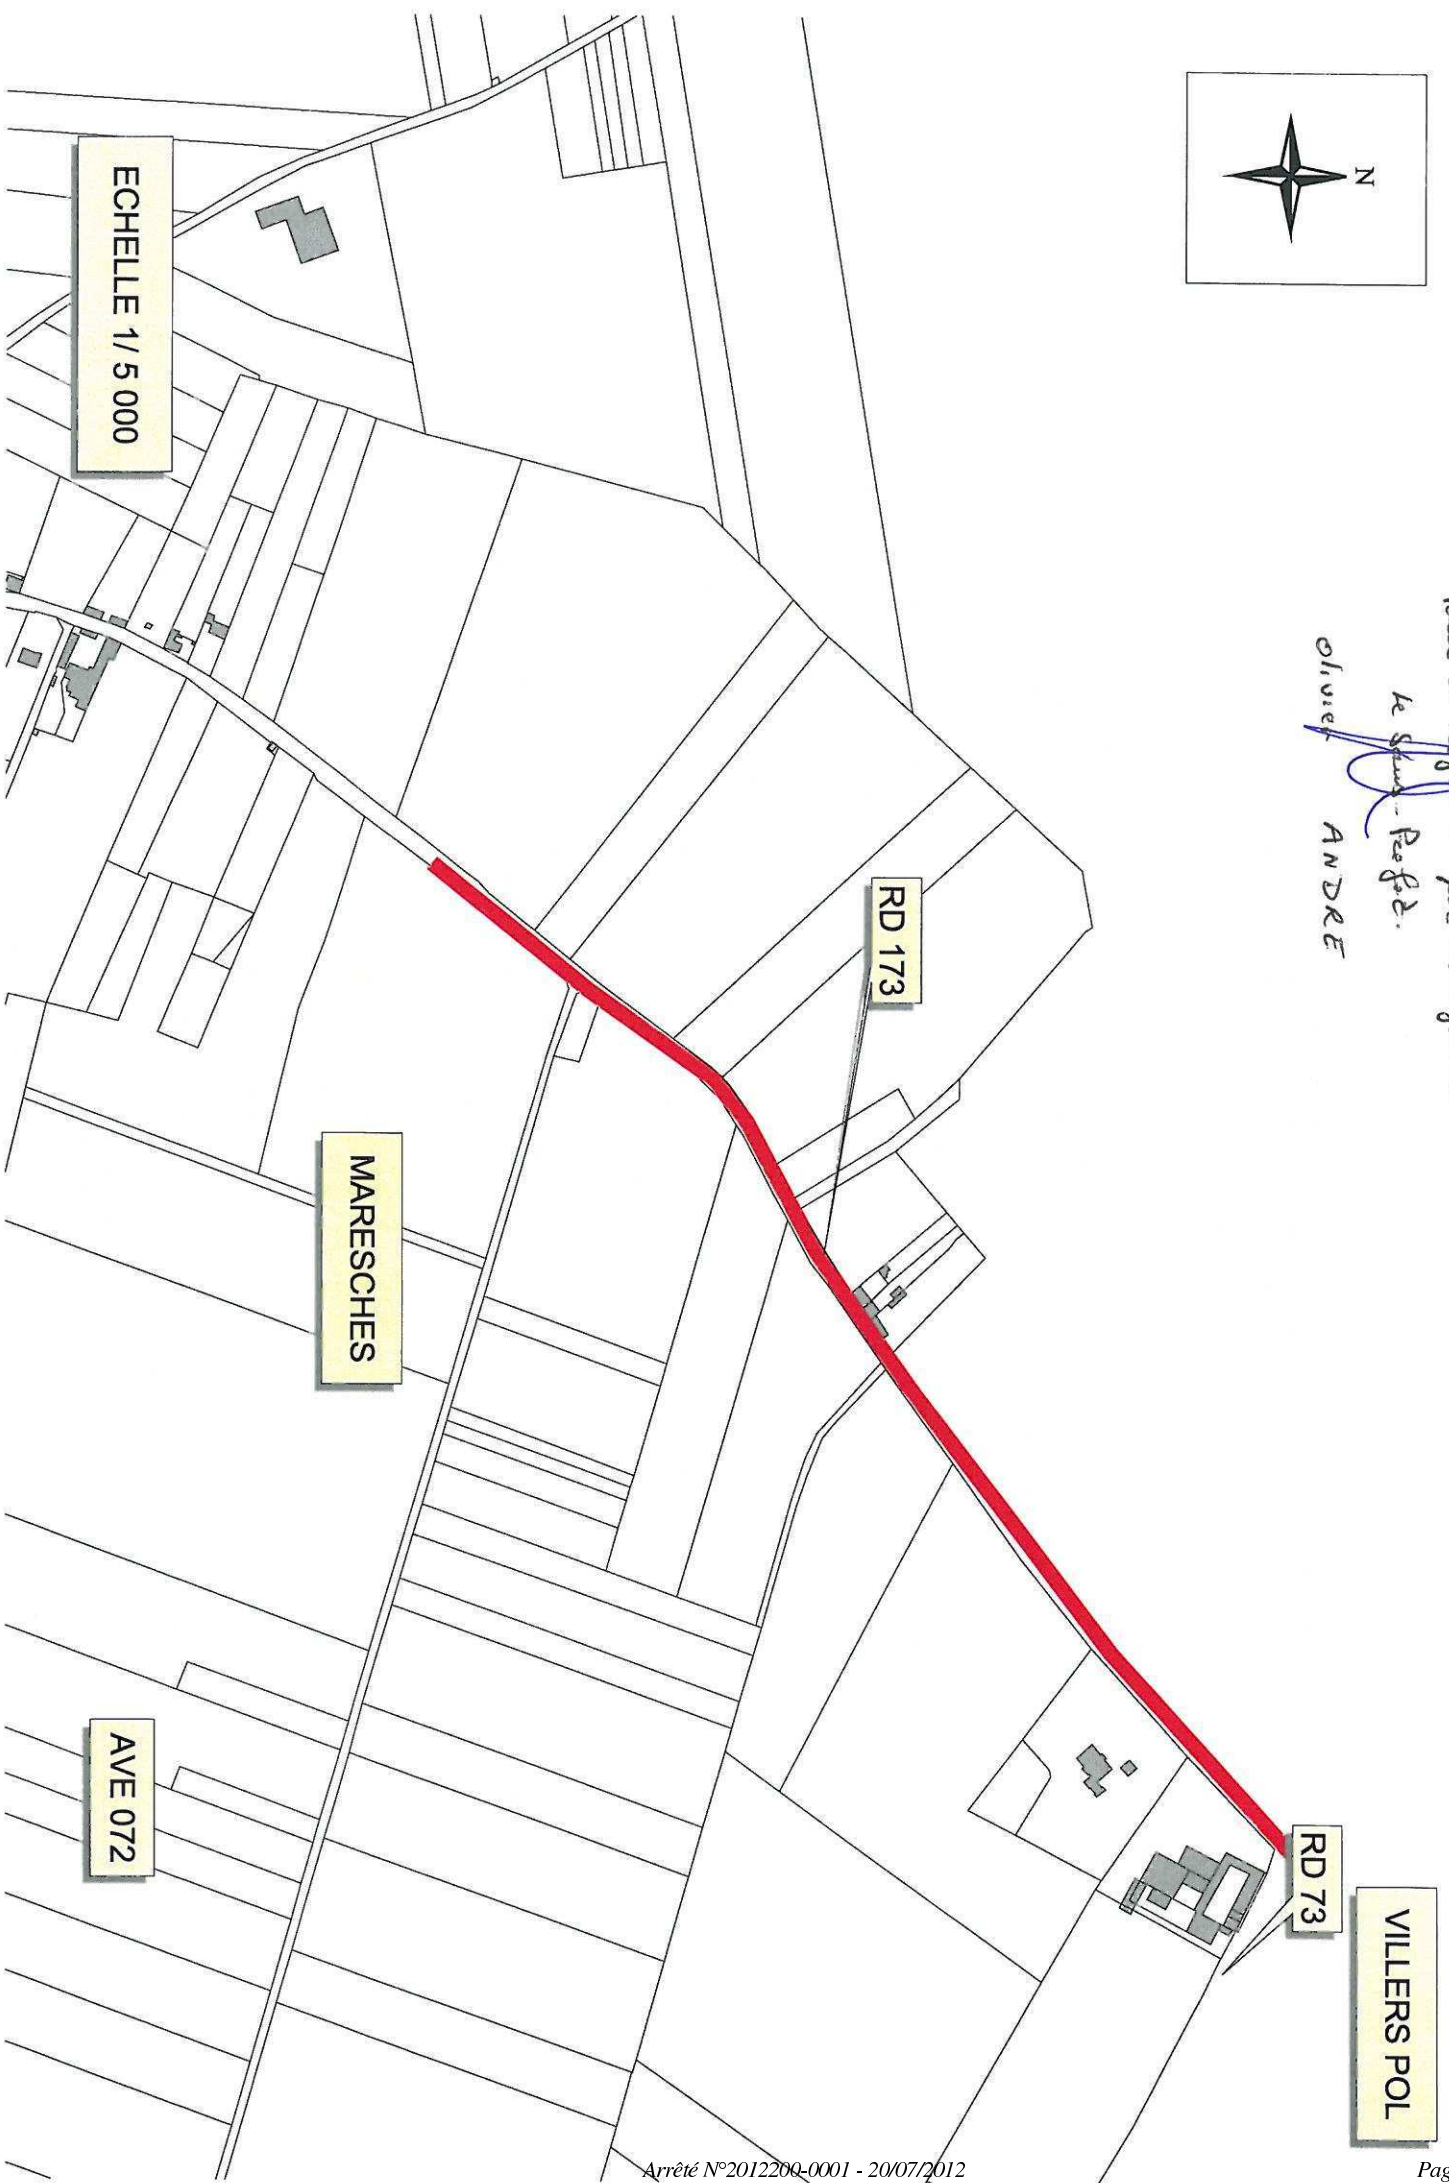 N
Le Sous-Préfet.
Olivier ANDRE
VILLERS POL
RD 73
RD 173
MARESCHES
ECHELLE 1/ 5 000
AVE 072
Arrêté N°2012200-0001 - 20/07/2012